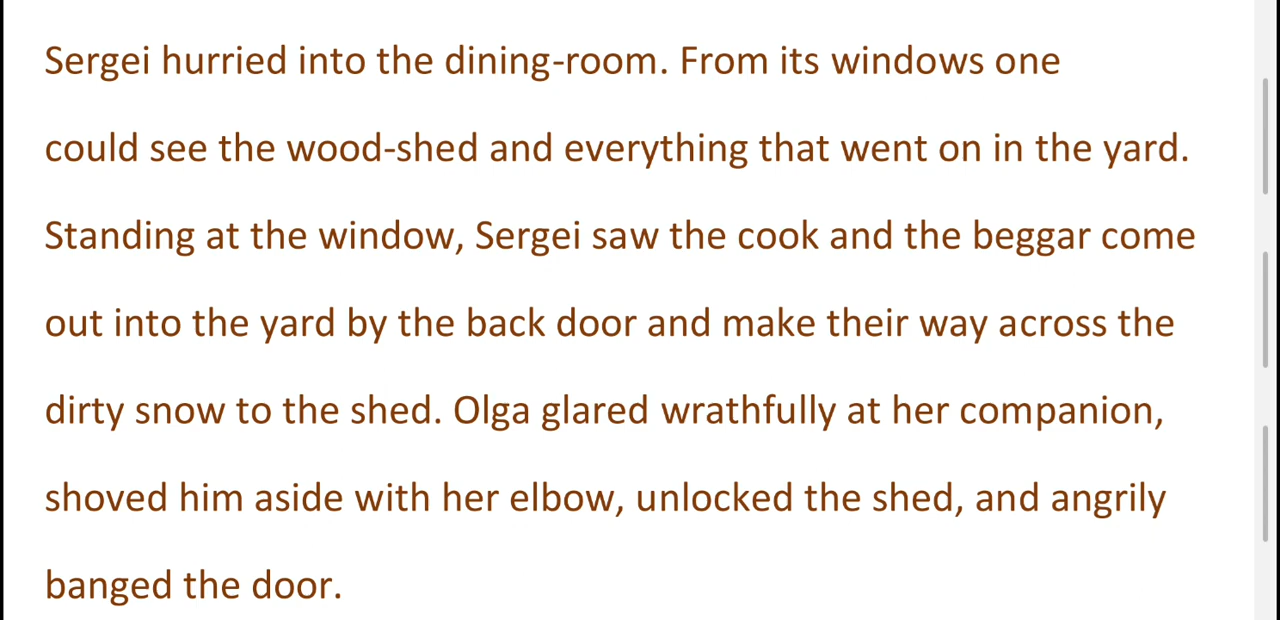 Sergei hurried into the dining-room. From its windows one
could see the wood-shed and everything that went on in the yard.
Standing at the window, Sergei saw the cook and the beggar come
out into the yard by the back door and make their way across the
dirty snow to the shed. Olga glared wrathfully at her companion,
shoved him aside with her elbow, unlocked the shed, and angrily
banged the door.